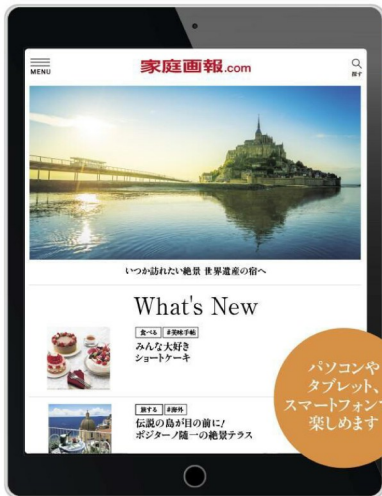 MENU
家庭画報.com
探す
いつか訪れたい絶景 世界遺産の宿へ
What's New
食べる #美味手帖
みんな大好き
ショートケーキ
旅する #海外
伝説の島が目の前に!
ポジターノ随一の絶景テラス
パソコンや
タブレット、
スマートフォンで
楽しめます